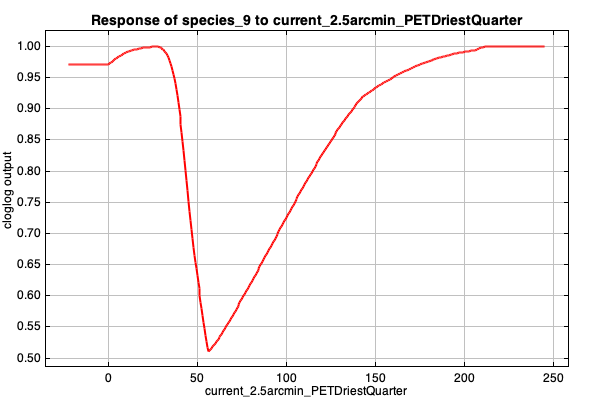 Response of species_9 to current_2.5arcmin_PETDriestQuarter
1.00
0.95
0.90
0.85
0.80
0.75
0.70
0.65
0.60
0.55
0.50
cloglog output
0 50 100 150 200 250
current_2.5arcmin_PETDriestQuarter